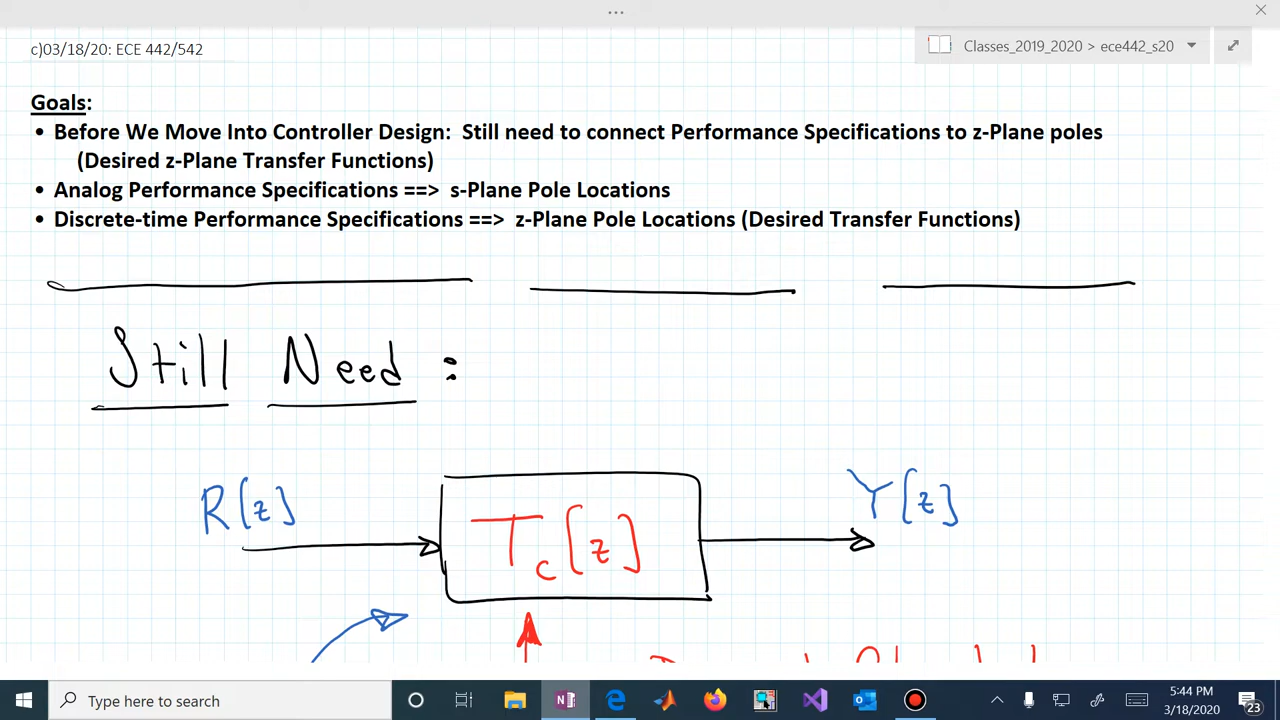 c)03/18/20: ECE 442/542
Classes_2019_2020 > ece442_s20
Goals:
• Before We Move Into Controller Design: Still need to connect Performance Specifications to z-Plane poles
(Desired z-Plane Transfer Functions)
• Analog Performance Specifications ==> s-Plane Pole Locations
• Discrete-time Performance Specifications ==> z-Plane Pole Locations (Desired Transfer Functions)
Still Need :
R[z]
T_c[z]
Y[z]
Type here to search
5:44 PM
3/18/2020
23